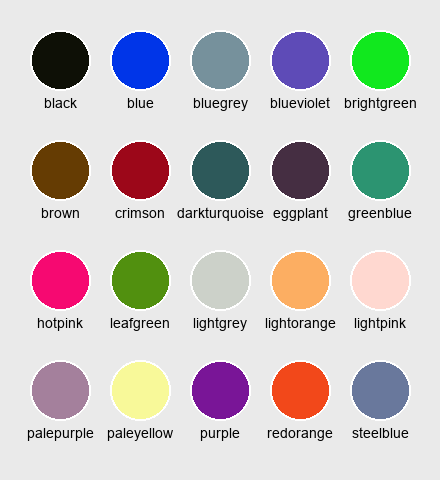 black blue bluegrey blueviolet brightgreen
brown crimson darkturquoise eggplant greenblue
hotpink leafgreen lightgrey lightorange lightpink
palepurple paleyellow purple redorange steelblue